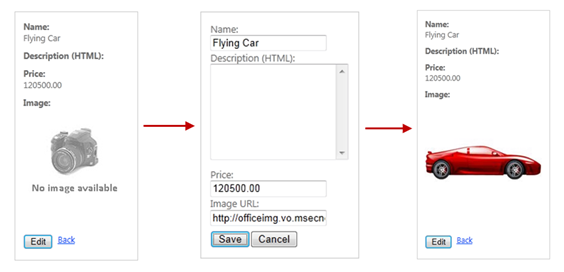 Name:
Flying Car
Description (HTML):
Price:
120500.00
Image:
No image available
Edit Back
Name:
Flying Car
Description (HTML):
Price:
120500.00
Image URL:
http://officeimg.vo.msecn
Save Cancel
Name:
Flying Car
Description (HTML):
Price:
120500.00
Image:
Edit Back